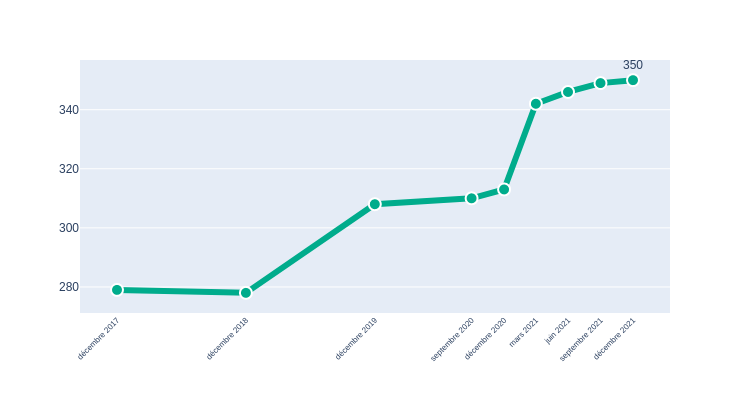 350
340
320
300
280
décembre 2017
décembre 2018
décembre 2019
septembre 2020
décembre 2020
mars 2021
juin 2021
septembre 2021
décembre 2021